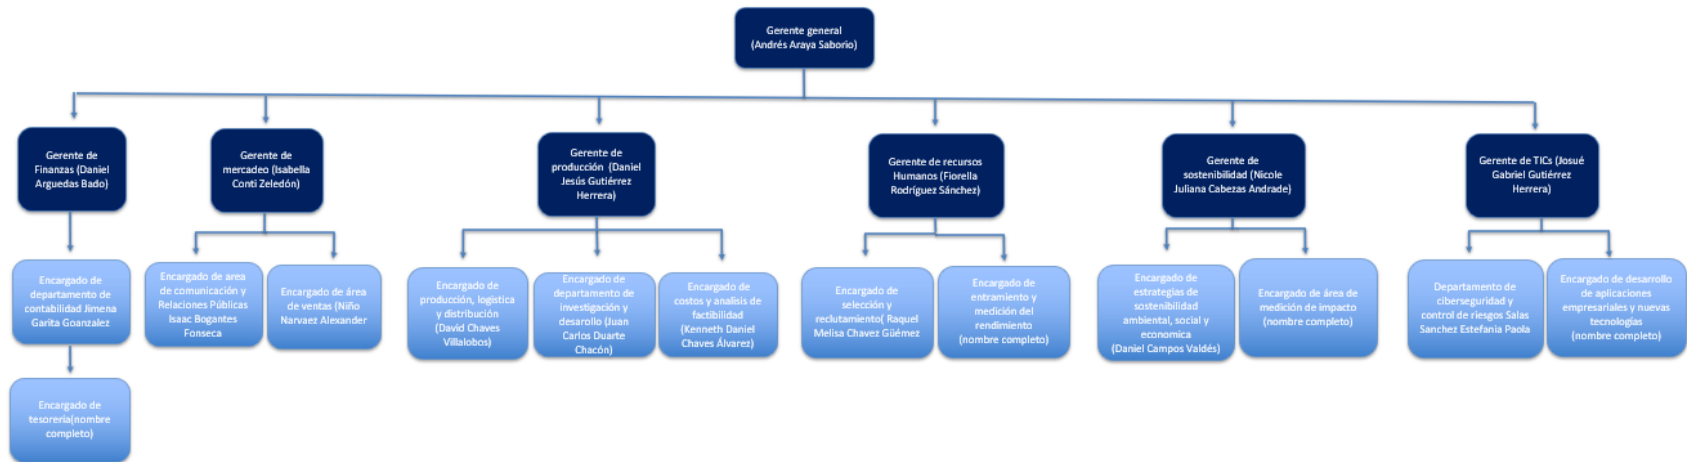 Gerente general
(Andrés Araya Saborio)
Gerente de
Finanzas (Daniel
Arguedas Bado)
Gerente de
mercadeo (Isabella
Conti Zeledón)
Gerente de
producción (Daniel
Jesús Gutiérrez
Herrera)
Gerente de recursos
Humanos (Fiorella
Rodríguez Sánchez)
Gerente de
sostenibilidad (Nicole
Juliana Cabezas Andrade)
Gerente de TICs (Josué
Gabriel Gutiérrez
Herrera)
Encargado de
departamento de
contabilidad Jimena
Garita Goanzalez
Encargado de area
de comunicación y
Relaciones Públicas
Isaac Bogantes
Fonseca
Encargado de área
de ventas (Niño
Narvaez Alexander
Encargado de
producción, logistica
y distribución
(David Chaves
Villalobos)
Encargado de
departamento de
investigación y
desarollo (Juan
Carlos Duarte
Chacón)
Encargado de
costos y analisis de
factibilidad
(Kenneth Daniel
Chaves Álvarez)
Encargado de
selección y
reclutamiento( Raquel
Melisa Chavez Güémez
Encargado de
entramiento y
medición del
rendimiento
(nombre completo)
Encargado de
estrategias de
sostenibilidad
ambiental, social y
economica
(Daniel Campos Valdés)
Encargado de área de
medición de impacto
(nombre completo)
Departamento de
ciberseguridad y
control de riesgos Salas
Sanchez Estefania Paola
Encargado de desarrollo
de aplicaciones
empresariales y nuevas
tecnologías
(nombre completo)
Encargado de
tesorería(nombre
completo)